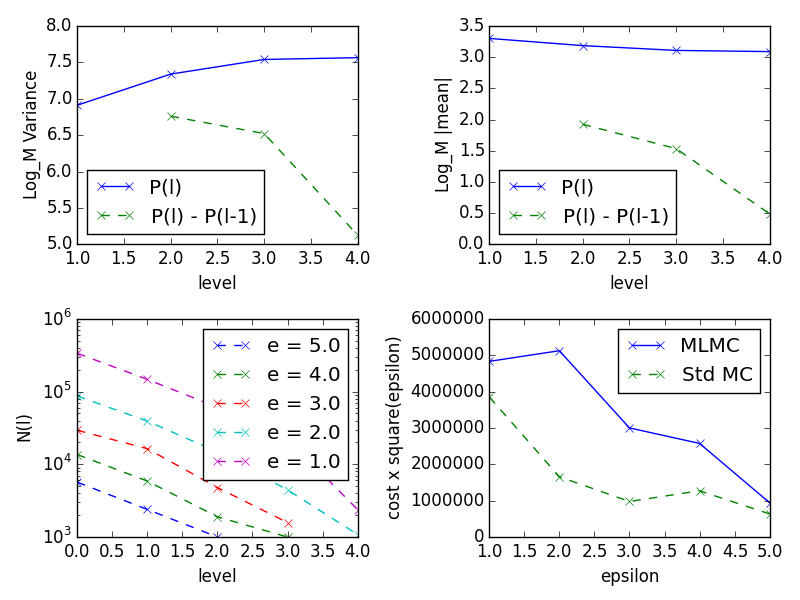 8.0
7.5
7.0
6.5
6.0
5.5
5.0
Log_M Variance
P(l)
P(l) - P(l-1)
1.0 1.5 2.0 2.5 3.0 3.5 4.0
level
3.5
3.0
2.5
2.0
1.5
1.0
0.5
0.0
Log_M |mean|
P(l)
P(l) - P(l-1)
1.0 1.5 2.0 2.5 3.0 3.5 4.0
level
10^6
10^5
10^4
10^3
N(l)
e = 5.0
e = 4.0
e = 3.0
e = 2.0
e = 1.0
0.0 0.5 1.0 1.5 2.0 2.5 3.0 3.5 4.0
level
6000000
5000000
4000000
3000000
2000000
1000000
0
cost x square(epsilon)
MLMC
Std MC
1.0 1.5 2.0 2.5 3.0 3.5 4.0 4.5 5.0
epsilon